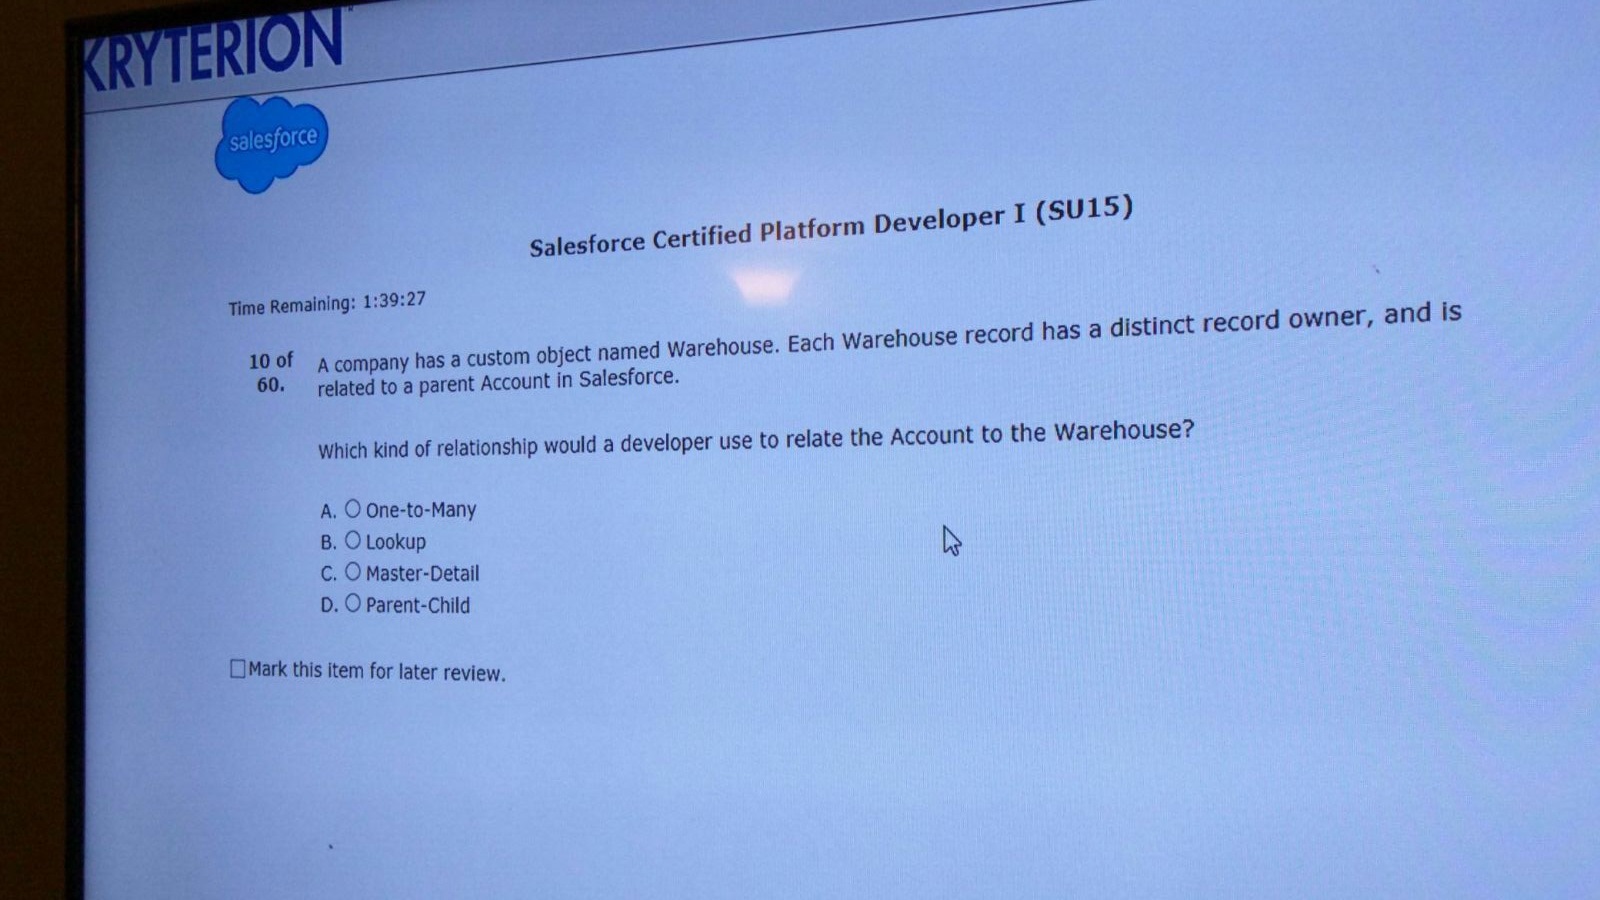 KRYTERION
salesforce
Salesforce Certified Platform Developer I (SU15)
Time Remaining: 1:39:27
10 of 60. A company has a custom object named Warehouse. Each Warehouse record has a distinct record owner, and is
related to a parent Account in Salesforce.
Which kind of relationship would a developer use to relate the Account to the Warehouse?
A. One-to-Many
B. Lookup
C. Master-Detail
D. Parent-Child
Mark this item for later review.